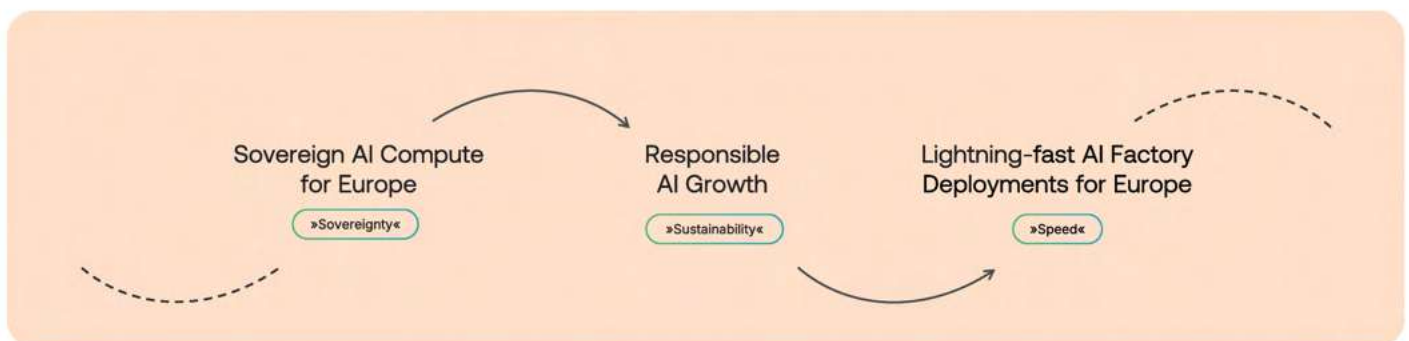 Sovereign AI Compute
for Europe
»Sovereignty«
Responsible
AI Growth
»Sustainability«
Lightning-fast AI Factory
Deployments for Europe
»Speed«